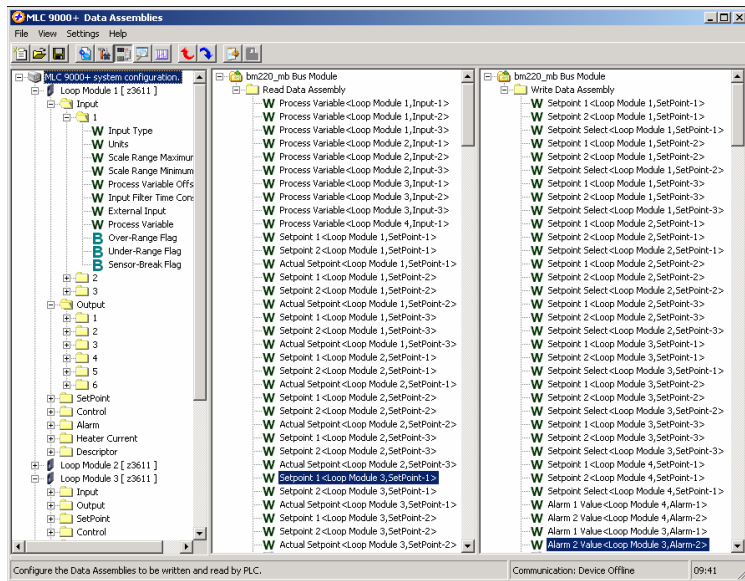 MLC 9000+ Data Assemblies
File View Settings Help
MLC 9000+ system configuration.
Loop Module 1 [ z3611 ]
Input
1
W Input Type
W Units
W Scale Range Maximur
W Scale Range Minimum
W Process Variable Offs
W Input Filter Time Con:
W External Input
W Process Variable
B Over-Range Flag
B Under-Range Flag
B Sensor-Break Flag
2
3
Output
1
2
3
4
5
6
SetPoint
Control
Alarm
Heater Current
Descriptor
Loop Module 2 [ z3611 ]
Loop Module 3 [ z3611 ]
Input
Output
SetPoint
Control
bm220_mb Bus Module
Read Data Assembly
W Process Variable<Loop Module 1,Input-1>
W Process Variable<Loop Module 1,Input-2>
W Process Variable<Loop Module 1,Input-3>
W Process Variable<Loop Module 2,Input-1>
W Process Variable<Loop Module 2,Input-2>
W Process Variable<Loop Module 2,Input-3>
W Process Variable<Loop Module 3,Input-1>
W Process Variable<Loop Module 3,Input-2>
W Process Variable<Loop Module 3,Input-3>
W Process Variable<Loop Module 4,Input-1>
W Setpoint 1<Loop Module 1,SetPoint-1>
W Setpoint 2<Loop Module 1,SetPoint-1>
W Actual Setpoint<Loop Module 1,SetPoint-1>
W Setpoint 1<Loop Module 1,SetPoint-2>
W Setpoint 2<Loop Module 1,SetPoint-2>
W Actual Setpoint<Loop Module 1,SetPoint-2>
W Setpoint 1<Loop Module 1,SetPoint-3>
W Setpoint 2<Loop Module 1,SetPoint-3>
W Actual Setpoint<Loop Module 1,SetPoint-3>
W Setpoint 1<Loop Module 2,SetPoint-1>
W Setpoint 2<Loop Module 2,SetPoint-1>
W Actual Setpoint<Loop Module 2,SetPoint-1>
W Setpoint 1<Loop Module 2,SetPoint-2>
W Setpoint 2<Loop Module 2,SetPoint-2>
W Actual Setpoint<Loop Module 2,SetPoint-2>
W Setpoint 1<Loop Module 2,SetPoint-3>
W Setpoint 2<Loop Module 2,SetPoint-3>
W Actual Setpoint<Loop Module 2,SetPoint-3>
W Setpoint 1<Loop Module 3,SetPoint-1>
W Setpoint 2<Loop Module 3,SetPoint-1>
W Actual Setpoint<Loop Module 3,SetPoint-1>
W Setpoint 1<Loop Module 3,SetPoint-2>
W Setpoint 2<Loop Module 3,SetPoint-2>
W Actual Setpoint<Loop Module 3,SetPoint-2>
bm220_mb Bus Module
Write Data Assembly
W Setpoint 1<Loop Module 1,SetPoint-1>
W Setpoint 2<Loop Module 1,SetPoint-1>
W Setpoint Select<Loop Module 1,SetPoint-1>
W Setpoint 1<Loop Module 1,SetPoint-2>
W Setpoint 2<Loop Module 1,SetPoint-2>
W Setpoint Select<Loop Module 1,SetPoint-2>
W Setpoint 1<Loop Module 1,SetPoint-3>
W Setpoint 2<Loop Module 1,SetPoint-3>
W Setpoint Select<Loop Module 1,SetPoint-3>
W Setpoint 1<Loop Module 2,SetPoint-1>
W Setpoint 2<Loop Module 2,SetPoint-1>
W Setpoint Select<Loop Module 2,SetPoint-1>
W Setpoint 1<Loop Module 2,SetPoint-2>
W Setpoint 2<Loop Module 2,SetPoint-2>
W Setpoint Select<Loop Module 2,SetPoint-2>
W Setpoint 1<Loop Module 2,SetPoint-3>
W Setpoint 2<Loop Module 2,SetPoint-3>
W Setpoint Select<Loop Module 2,SetPoint-3>
W Setpoint 1<Loop Module 3,SetPoint-1>
W Setpoint 2<Loop Module 3,SetPoint-1>
W Setpoint Select<Loop Module 3,SetPoint-1>
W Setpoint 1<Loop Module 3,SetPoint-2>
W Setpoint 2<Loop Module 3,SetPoint-2>
W Setpoint Select<Loop Module 3,SetPoint-2>
W Setpoint 1<Loop Module 3,SetPoint-3>
W Setpoint 2<Loop Module 3,SetPoint-3>
W Setpoint Select<Loop Module 3,SetPoint-3>
W Setpoint 1<Loop Module 4,SetPoint-1>
W Setpoint 2<Loop Module 4,SetPoint-1>
W Setpoint Select<Loop Module 4,SetPoint-1>
W Alarm 1 Value<Loop Module 4,Alarm-1>
W Alarm 2 Value<Loop Module 4,Alarm-1>
W Alarm 1 Value<Loop Module 3,Alarm-2>
W Alarm 2 Value<Loop Module 3,Alarm-2>
Configure the Data Assemblies to be written and read by PLC.
Communication: Device Offline
09:41